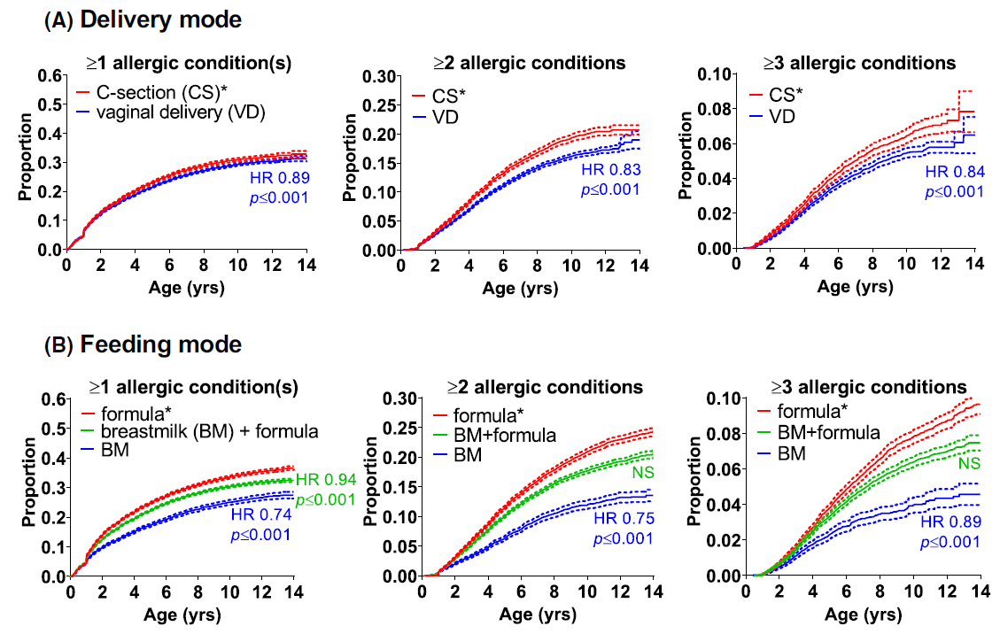 (A) Delivery mode
≥1 allergic condition(s)
C-section (CS)*
vaginal delivery (VD)
HR 0.89
p≤0.001
Proportion
0.6
0.5
0.4
0.3
0.2
0.1
0.0
0 2 4 6 8 10 12 14
Age (yrs)
≥2 allergic conditions
CS*
VD
HR 0.83
p≤0.001
Proportion
0.30
0.25
0.20
0.15
0.10
0.05
0.00
0 2 4 6 8 10 12 14
Age (yrs)
≥3 allergic conditions
CS*
VD
HR 0.84
p≤0.001
Proportion
0.10
0.08
0.06
0.04
0.02
0.00
0 2 4 6 8 10 12 14
Age (yrs)
(B) Feeding mode
≥1 allergic condition(s)
formula*
breastmilk (BM) + formula
BM
HR 0.94
p≤0.001
HR 0.74
p≤0.001
Proportion
0.6
0.5
0.4
0.3
0.2
0.1
0.0
0 2 4 6 8 10 12 14
Age (yrs)
≥2 allergic conditions
formula*
BM+formula
BM
NS
HR 0.75
p≤0.001
Proportion
0.30
0.25
0.20
0.15
0.10
0.05
0.00
0 2 4 6 8 10 12 14
Age (yrs)
≥3 allergic conditions
formula*
BM+formula
BM
NS
HR 0.89
p≤0.001
Proportion
0.10
0.08
0.06
0.04
0.02
0.00
0 2 4 6 8 10 12 14
Age (yrs)